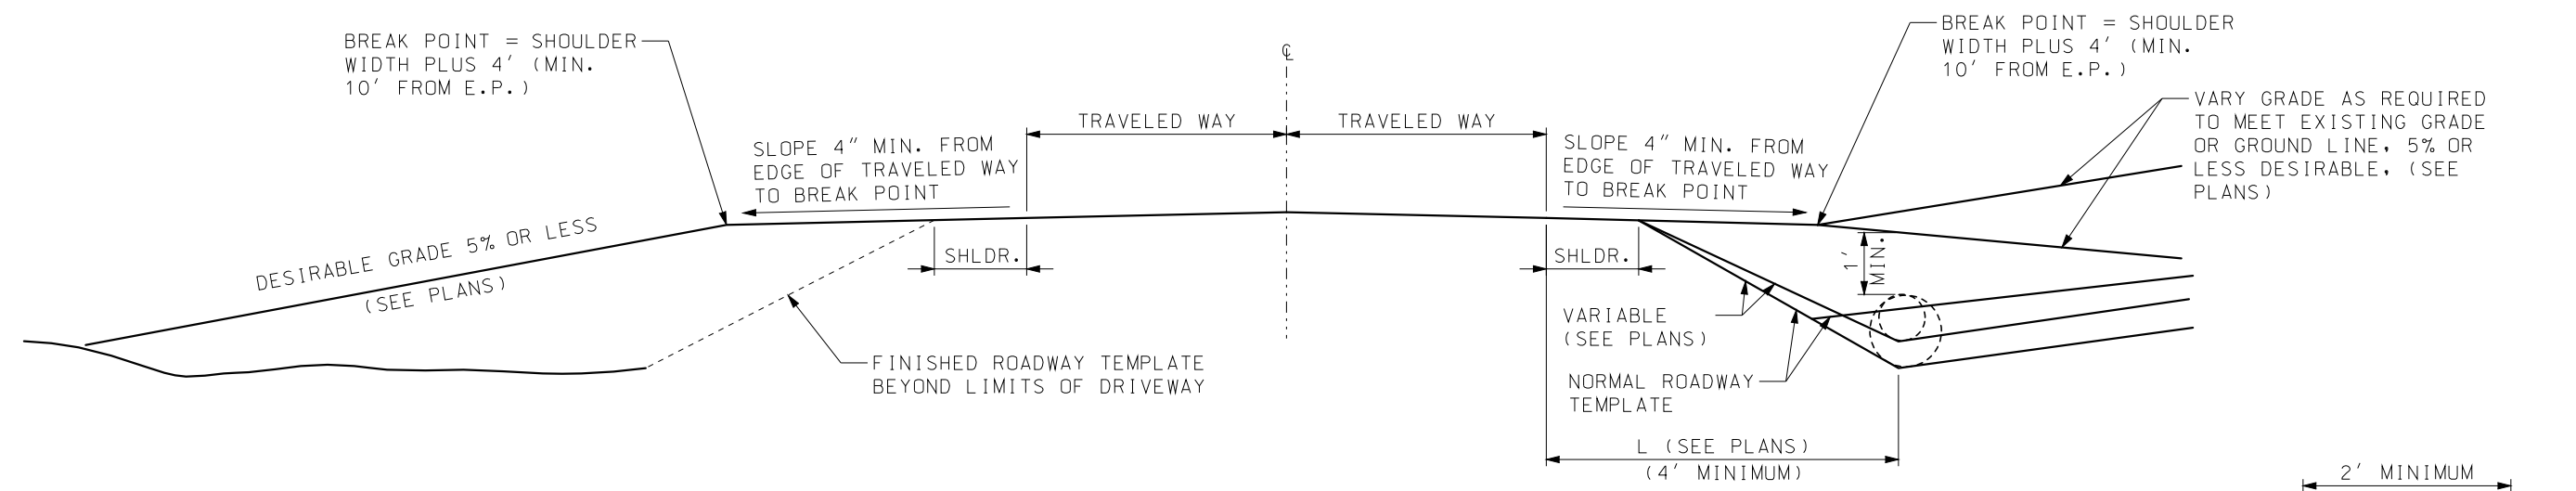 BREAK POINT = SHOULDER
WIDTH PLUS 4' (MIN.
10' FROM E.P.)
SLOPE 4" MIN. FROM
EDGE OF TRAVELED WAY
TO BREAK POINT
TRAVELED WAY
℄
TRAVELED WAY
SLOPE 4" MIN. FROM
EDGE OF TRAVELED WAY
TO BREAK POINT
BREAK POINT = SHOULDER
WIDTH PLUS 4' (MIN.
10' FROM E.P.)
VARY GRADE AS REQUIRED
TO MEET EXISTING GRADE
OR GROUND LINE, 5% OR
LESS DESIRABLE, (SEE
PLANS)
DESIRABLE GRADE 5% OR LESS
(SEE PLANS)
SHLDR.
SHLDR.
1'
MIN.
FINISHED ROADWAY TEMPLATE
BEYOND LIMITS OF DRIVEWAY
VARIABLE
(SEE PLANS)
NORMAL ROADWAY
TEMPLATE
L (SEE PLANS)
(4' MINIMUM)
2' MINIMUM